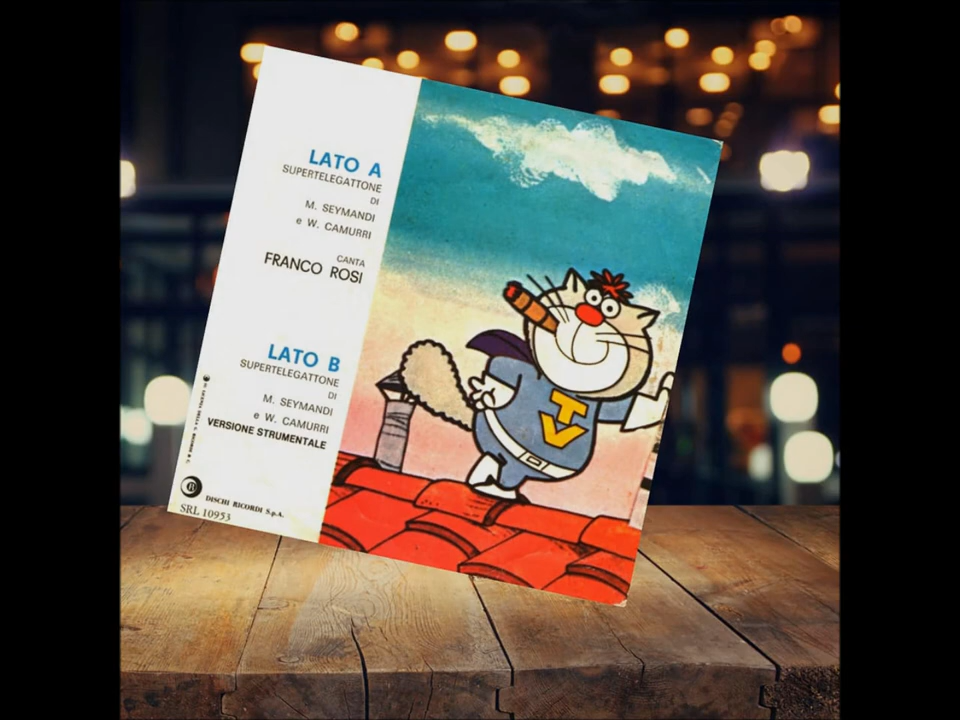 LATO A
SUPERTELEGATTONE
DI
M. SEYMANDI
e W. CAMURRI
CANTA
FRANCO ROSI
LATO B
SUPERTELEGATTONE
DI
M. SEYMANDI
e W. CAMURRI
VERSIONE STRUMENTALE
DISCHI RICORDI S.p.A.
SRL 10953
TV